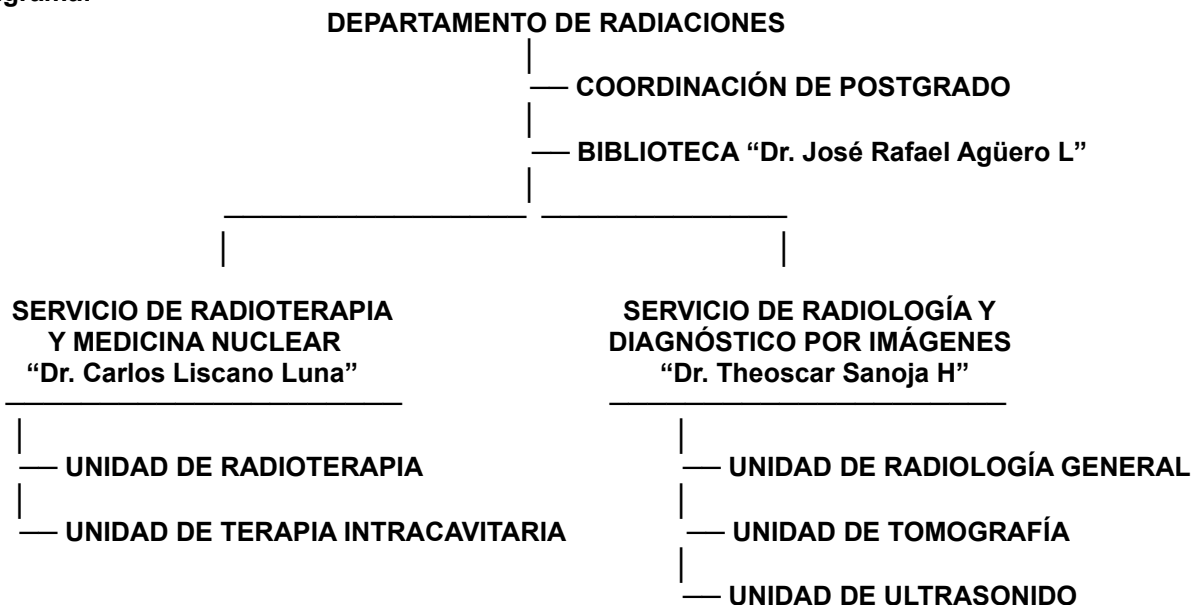 DEPARTAMENTO DE RADIACIONES
COORDINACIÓN DE POSTGRADO
BIBLIOTECA “Dr. José Rafael Agüero L”
SERVICIO DE RADIOTERAPIA
Y MEDICINA NUCLEAR
“Dr. Carlos Liscano Luna”
UNIDAD DE RADIOTERAPIA
UNIDAD DE TERAPIA INTRACAVITARIA
SERVICIO DE RADIOLOGÍA Y
DIAGNÓSTICO POR IMÁGENES
“Dr. Theoscar Sanoja H”
UNIDAD DE RADIOLOGÍA GENERAL
UNIDAD DE TOMOGRAFÍA
UNIDAD DE ULTRASONIDO